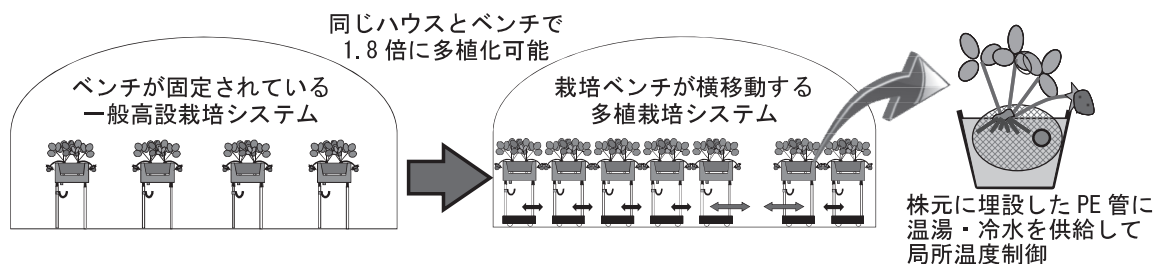 同じハウスとベンチで
1.8倍に多植化可能
ベンチが固定されている
一般高設栽培システム
栽培ベンチが横移動する
多植栽培システム
株元に埋設したPE管に
温湯・冷水を供給して
局所温度制御